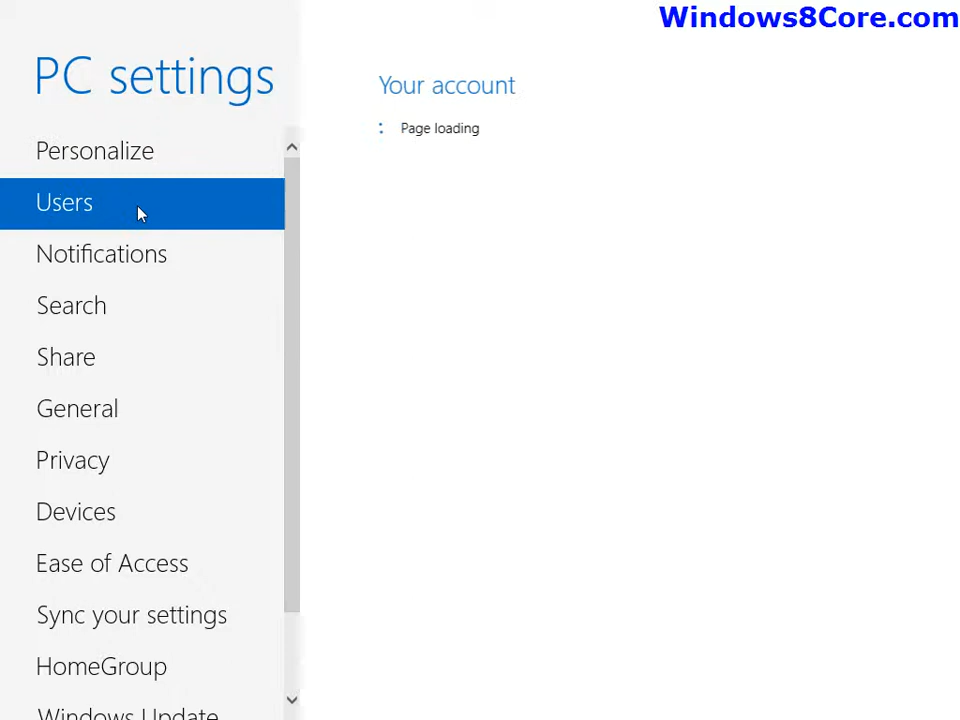 Windows8Core.com
PC settings
Personalize
Users
Notifications
Search
Share
General
Privacy
Devices
Ease of Access
Sync your settings
HomeGroup
Windows Update
Your account
Page loading